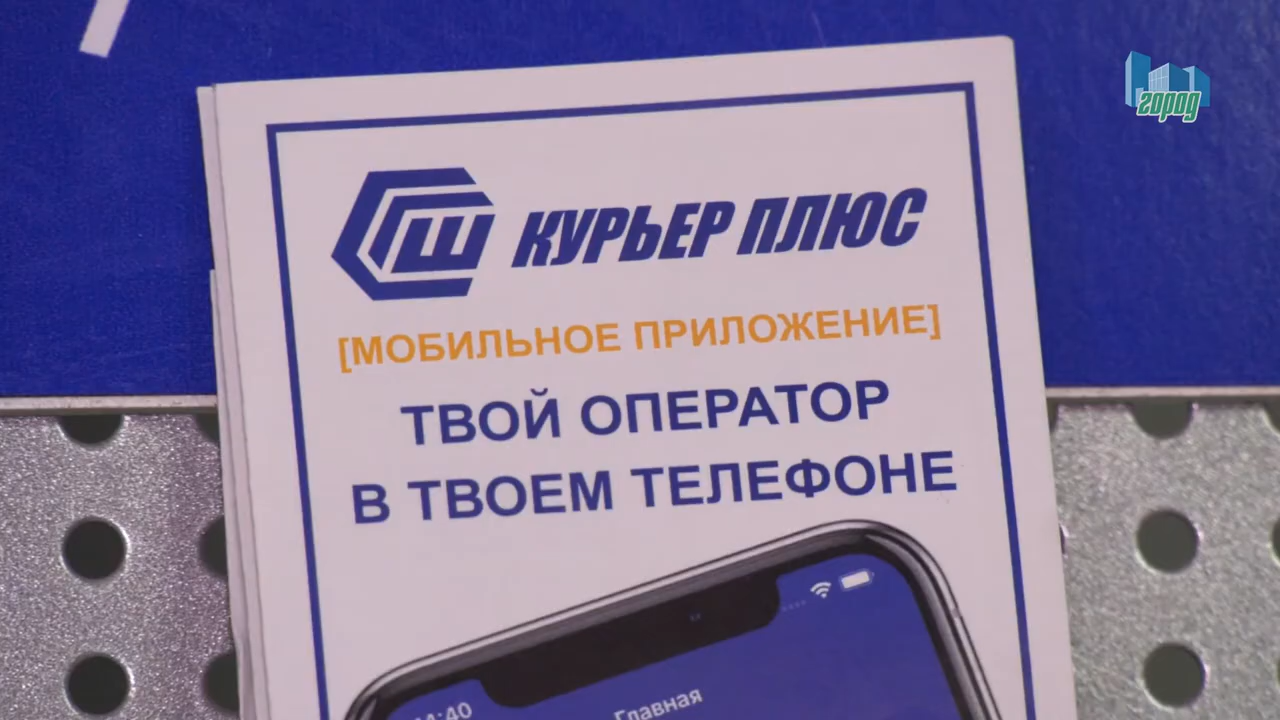 город
КУРЬЕР ПЛЮС
[МОБИЛЬНОЕ ПРИЛОЖЕНИЕ]
ТВОЙ ОПЕРАТОР
В ТВОЕМ ТЕЛЕФОНЕ
Главная